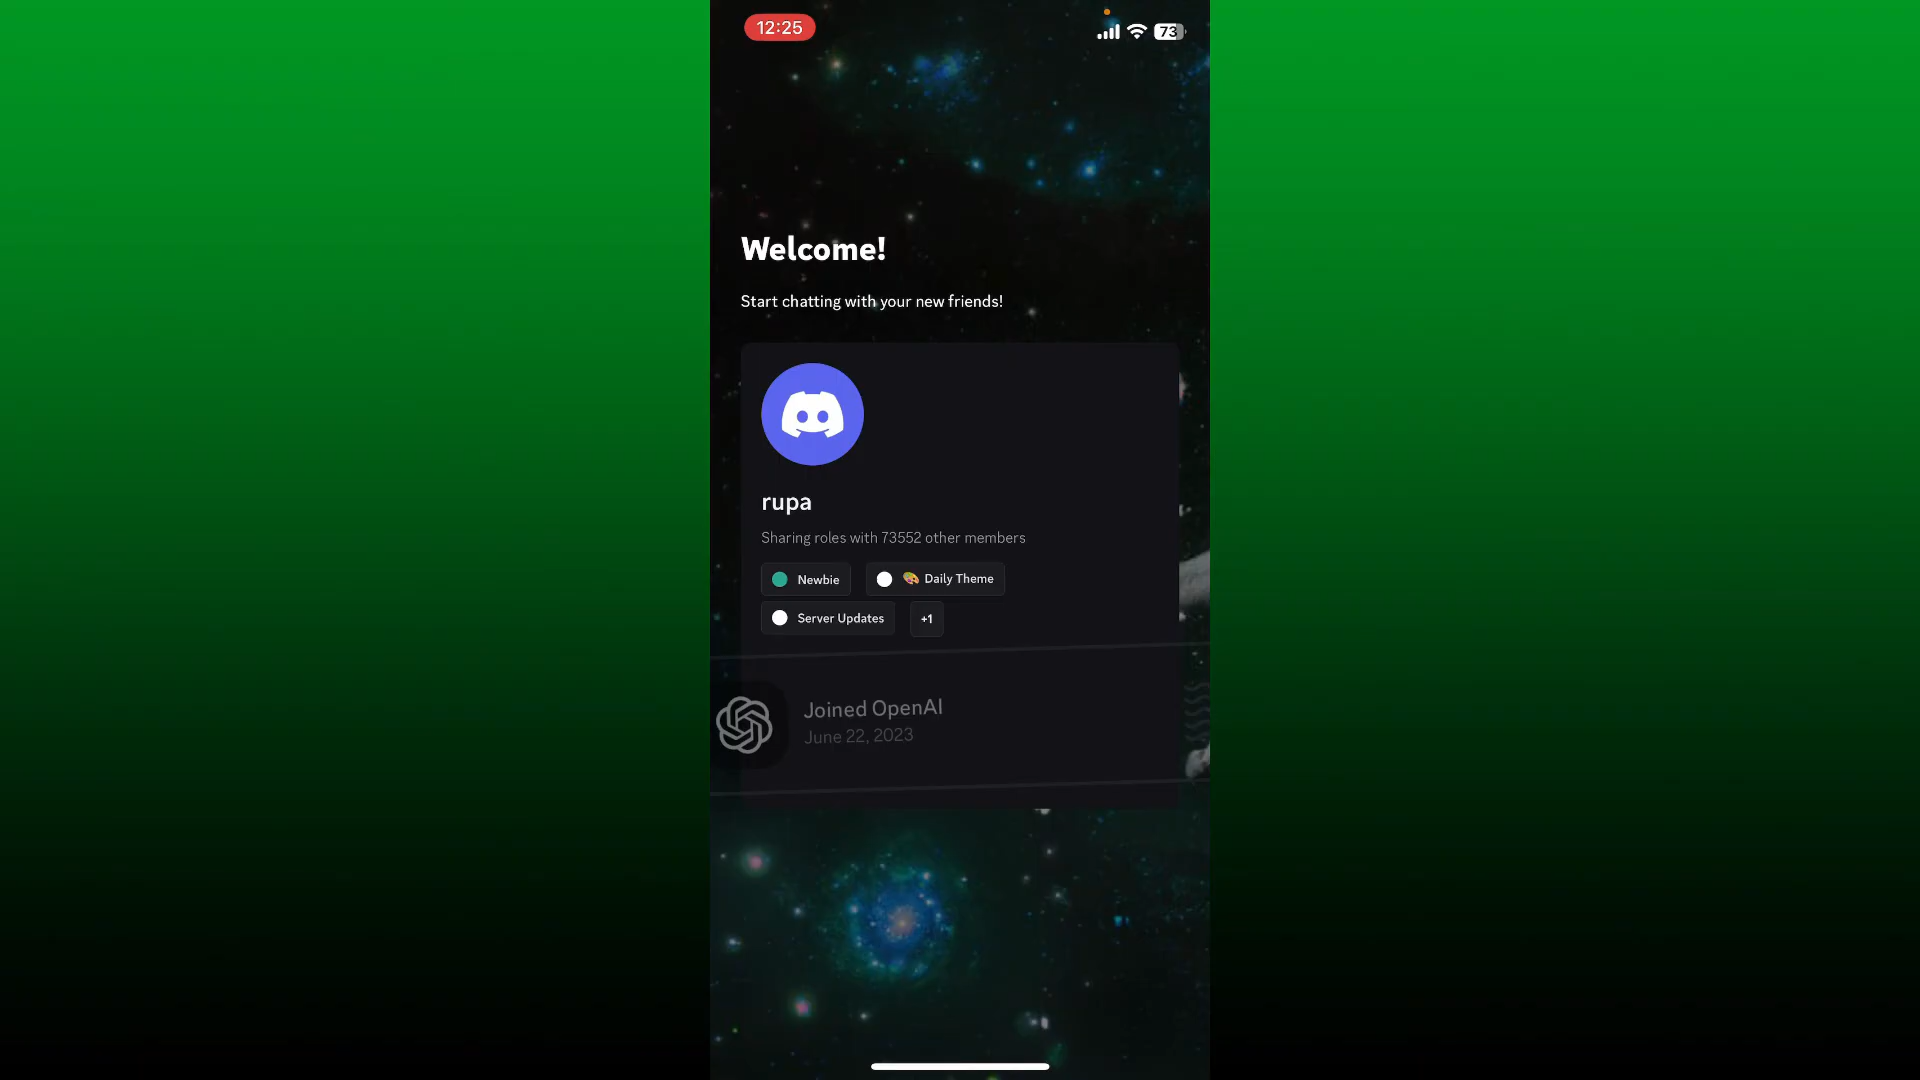 12:25
73
Welcome!
Start chatting with your new friends!
rupa
Sharing roles with 73552 other members
Newbie
🎨 Daily Theme
Server Updates
+1
Joined OpenAI
June 22, 2023